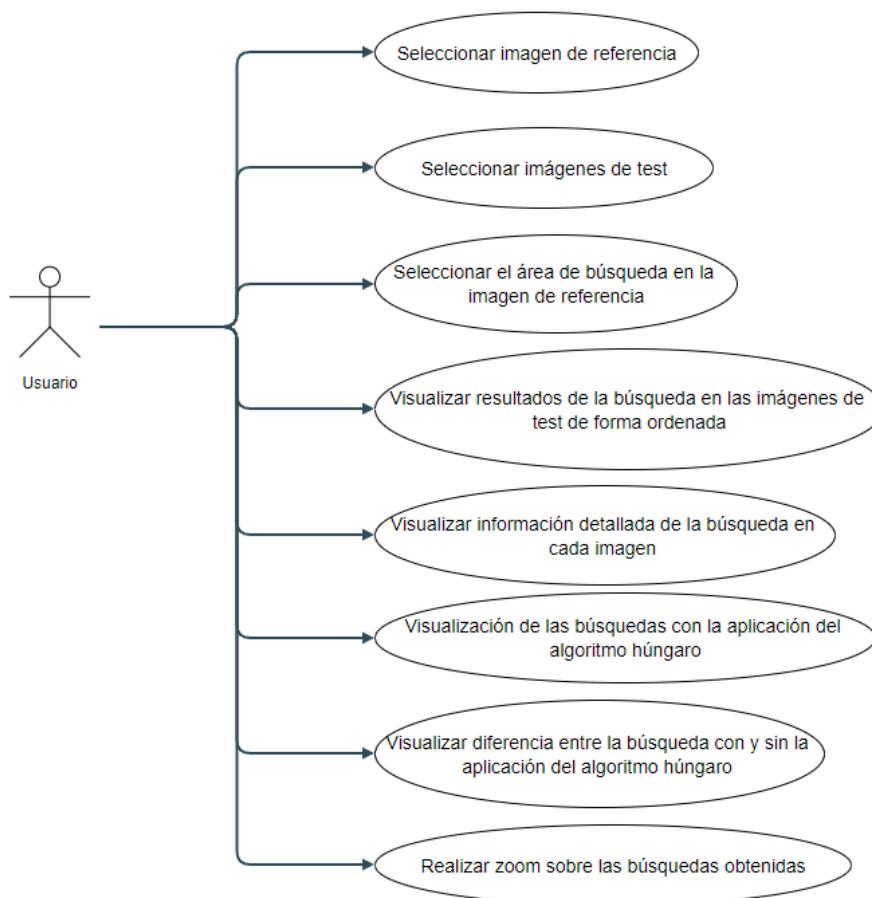 Seleccionar imagen de referencia
Seleccionar imágenes de test
Seleccionar el área de búsqueda en la
imagen de referencia
Usuario
Visualizar resultados de la búsqueda en las imágenes de
test de forma ordenada
Visualizar información detallada de la búsqueda en
cada imagen
Visualización de las búsquedas con la aplicación del
algoritmo húngaro
Visualizar diferencia entre la búsqueda con y sin la
aplicación del algoritmo húngaro
Realizar zoom sobre las búsquedas obtenidas